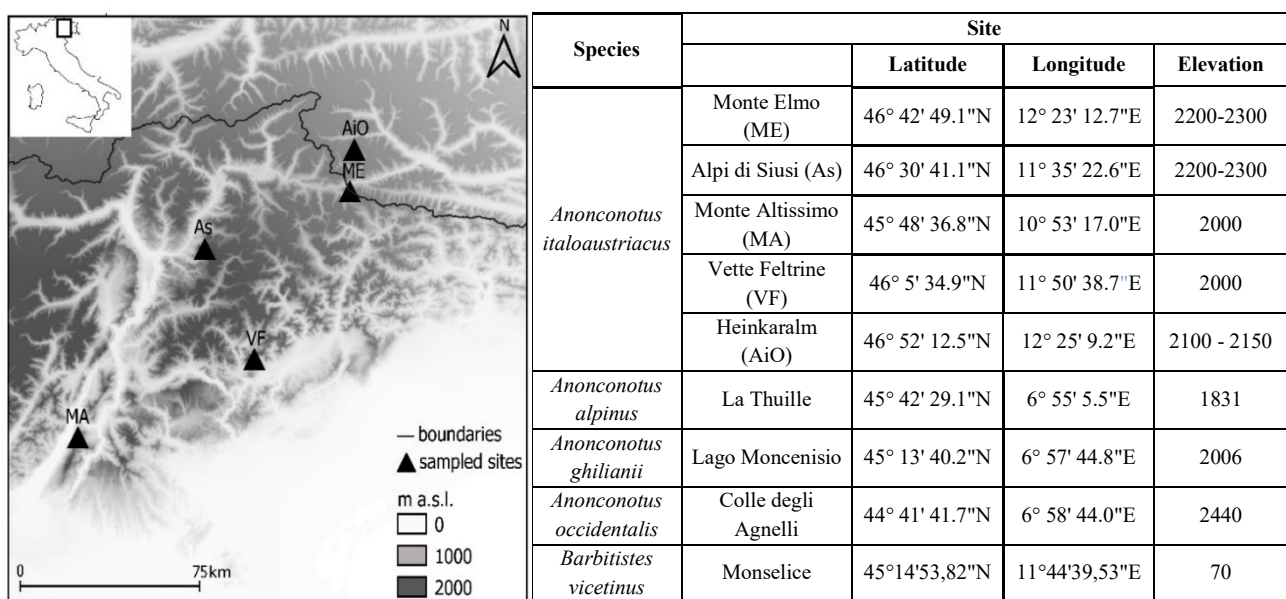 N
AiO
ME
As
VF
MA
— boundaries
▲ sampled sites
m a.s.l.
0
1000
2000
0 75km
Species Site
Latitude Longitude Elevation
Anonconotus
italoaustriacus
Monte Elmo
(ME)
46° 42' 49.1"N 12° 23' 12.7"E 2200-2300
Alpi di Siusi (As) 46° 30' 41.1"N 11° 35' 22.6"E 2200-2300
Monte Altissimo
(MA)
45° 48' 36.8"N 10° 53' 17.0"E 2000
Vette Feltrine
(VF)
46° 5' 34.9"N 11° 50' 38.7"E 2000
Heinkaralm
(AiO)
46° 52' 12.5"N 12° 25' 9.2"E 2100 - 2150
Anonconotus
alpinus
La Thuille 45° 42' 29.1"N 6° 55' 5.5"E 1831
Anonconotus
ghilianii
Lago Moncenisio 45° 13' 40.2"N 6° 57' 44.8"E 2006
Anonconotus
occidentalis
Colle degli
Agnelli
44° 41' 41.7"N 6° 58' 44.0"E 2440
Barbitistes
vicetinus
Monselice 45°14'53,82"N 11°44'39,53"E 70